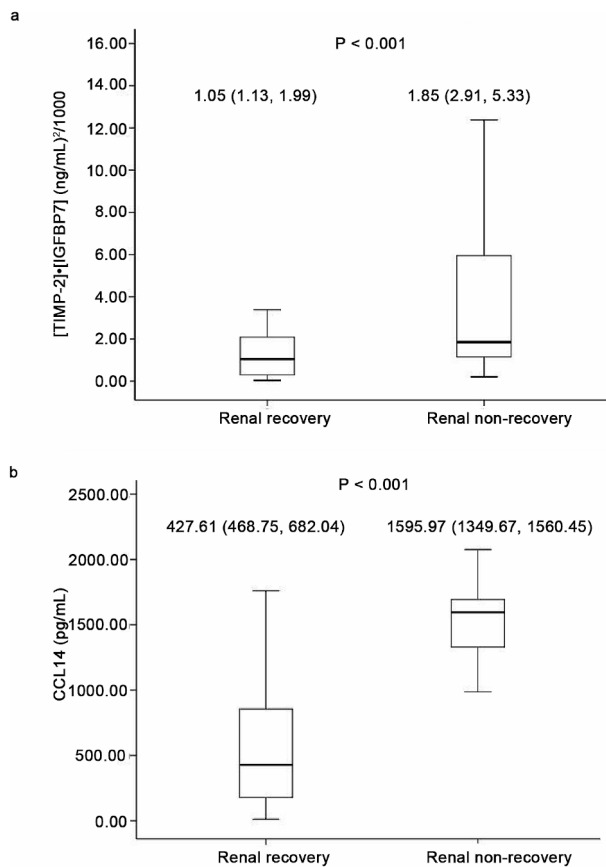 a
P < 0.001
1.05 (1.13, 1.99) 1.85 (2.91, 5.33)
[TIMP-2]•[IGFBP7] (ng/mL)²/1000
16.00
14.00
12.00
10.00
8.00
6.00
4.00
2.00
0.00
Renal recovery Renal non-recovery
b
P < 0.001
427.61 (468.75, 682.04) 1595.97 (1349.67, 1560.45)
CCL14 (pg/mL)
2500.00
2000.00
1500.00
1000.00
500.00
0.00
Renal recovery Renal non-recovery